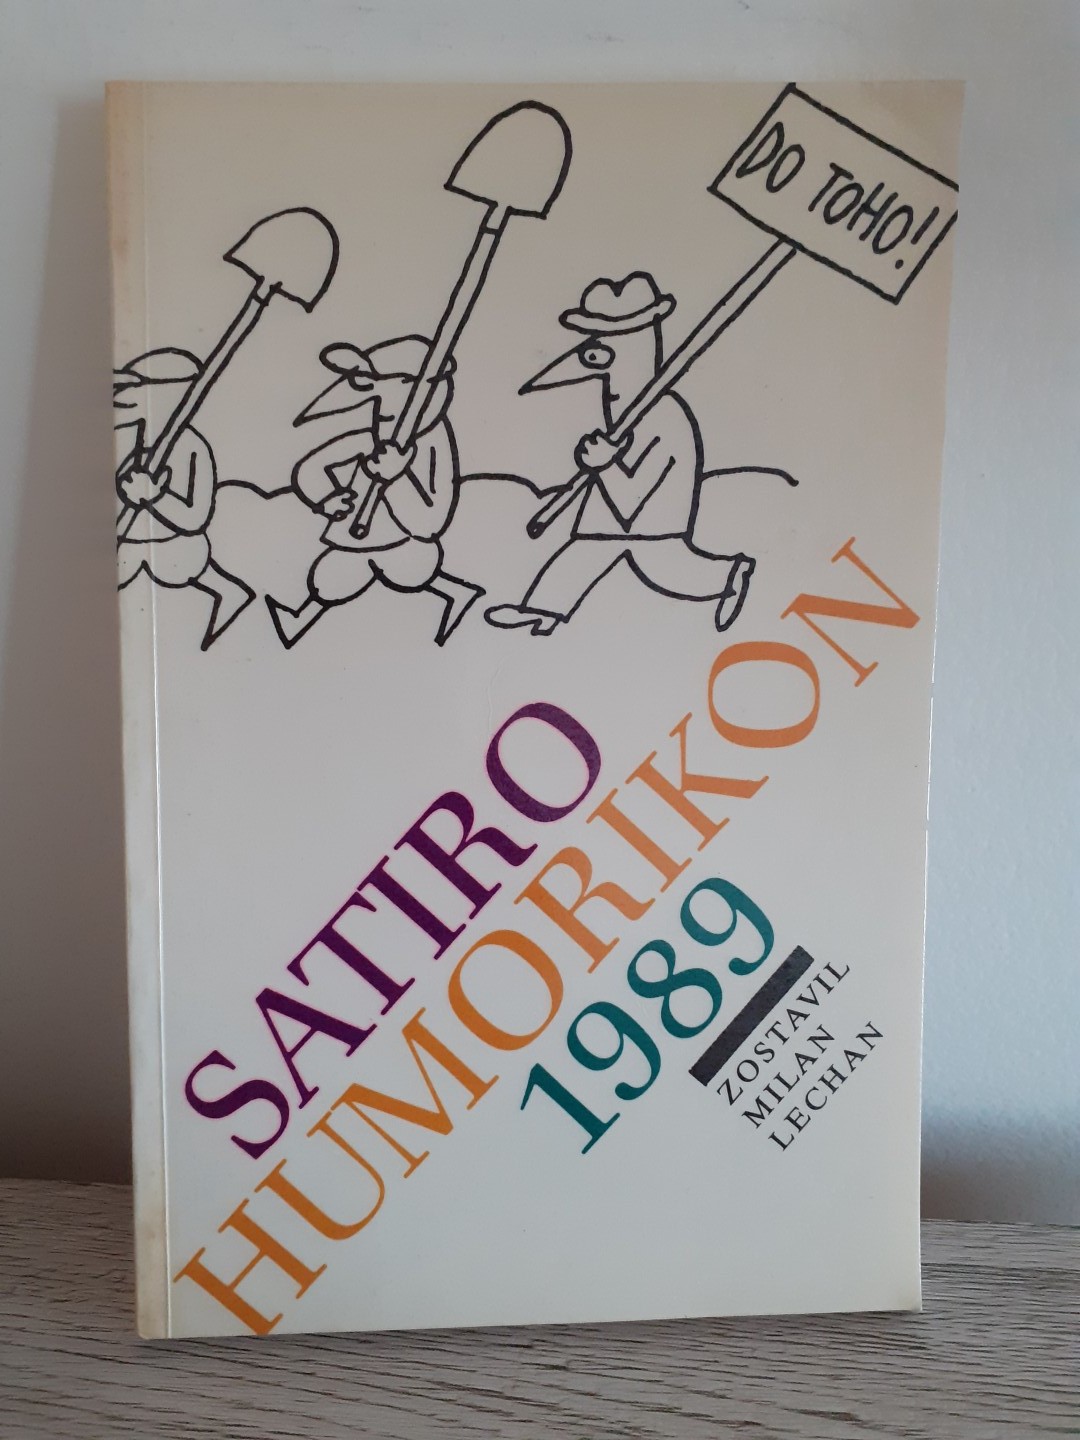 DO TOHO!
SATIRO
HUMORIKON
1989
ZOSTAVIL
MILAN
LECHAN